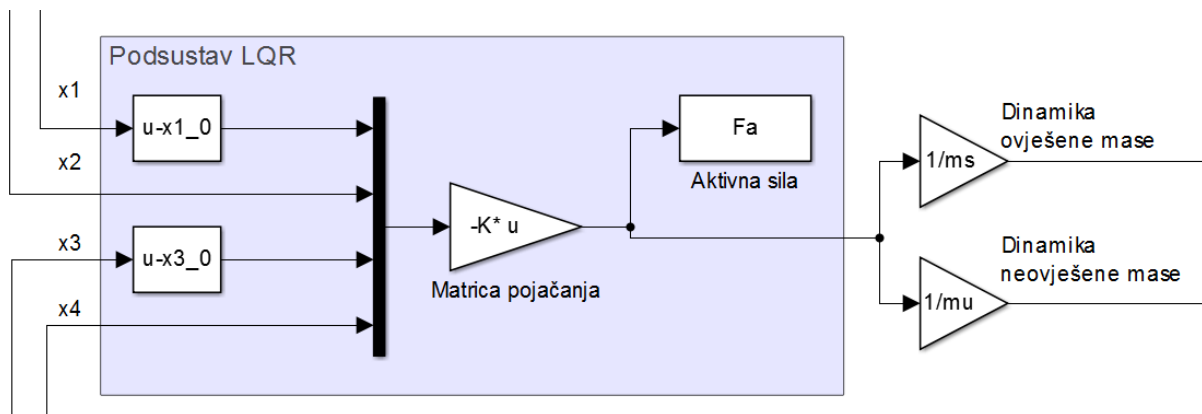 Podsustav LQR
x1
u-x1_0
x2
x3
u-x3_0
x4
-K* u
Matrica pojačanja
Fa
Aktivna sila
Dinamika
ovješene mase
1/ms
Dinamika
neovješene mase
1/mu